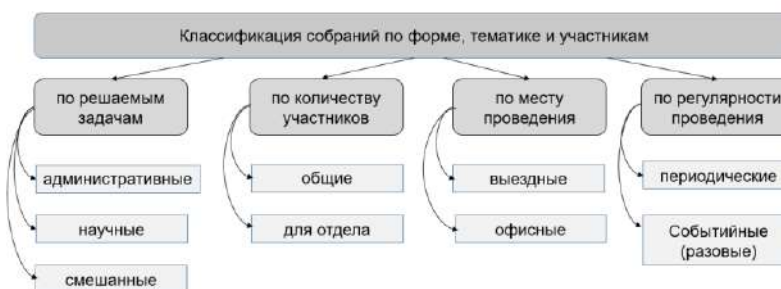 Классификация собраний по форме, тематике и участникам
по решаемым
задачам
по количеству
участников
по месту
проведения
по регулярности
проведения
административные
общие
выездные
периодические
научные
для отдела
офисные
Событийные
(разовые)
смешанные